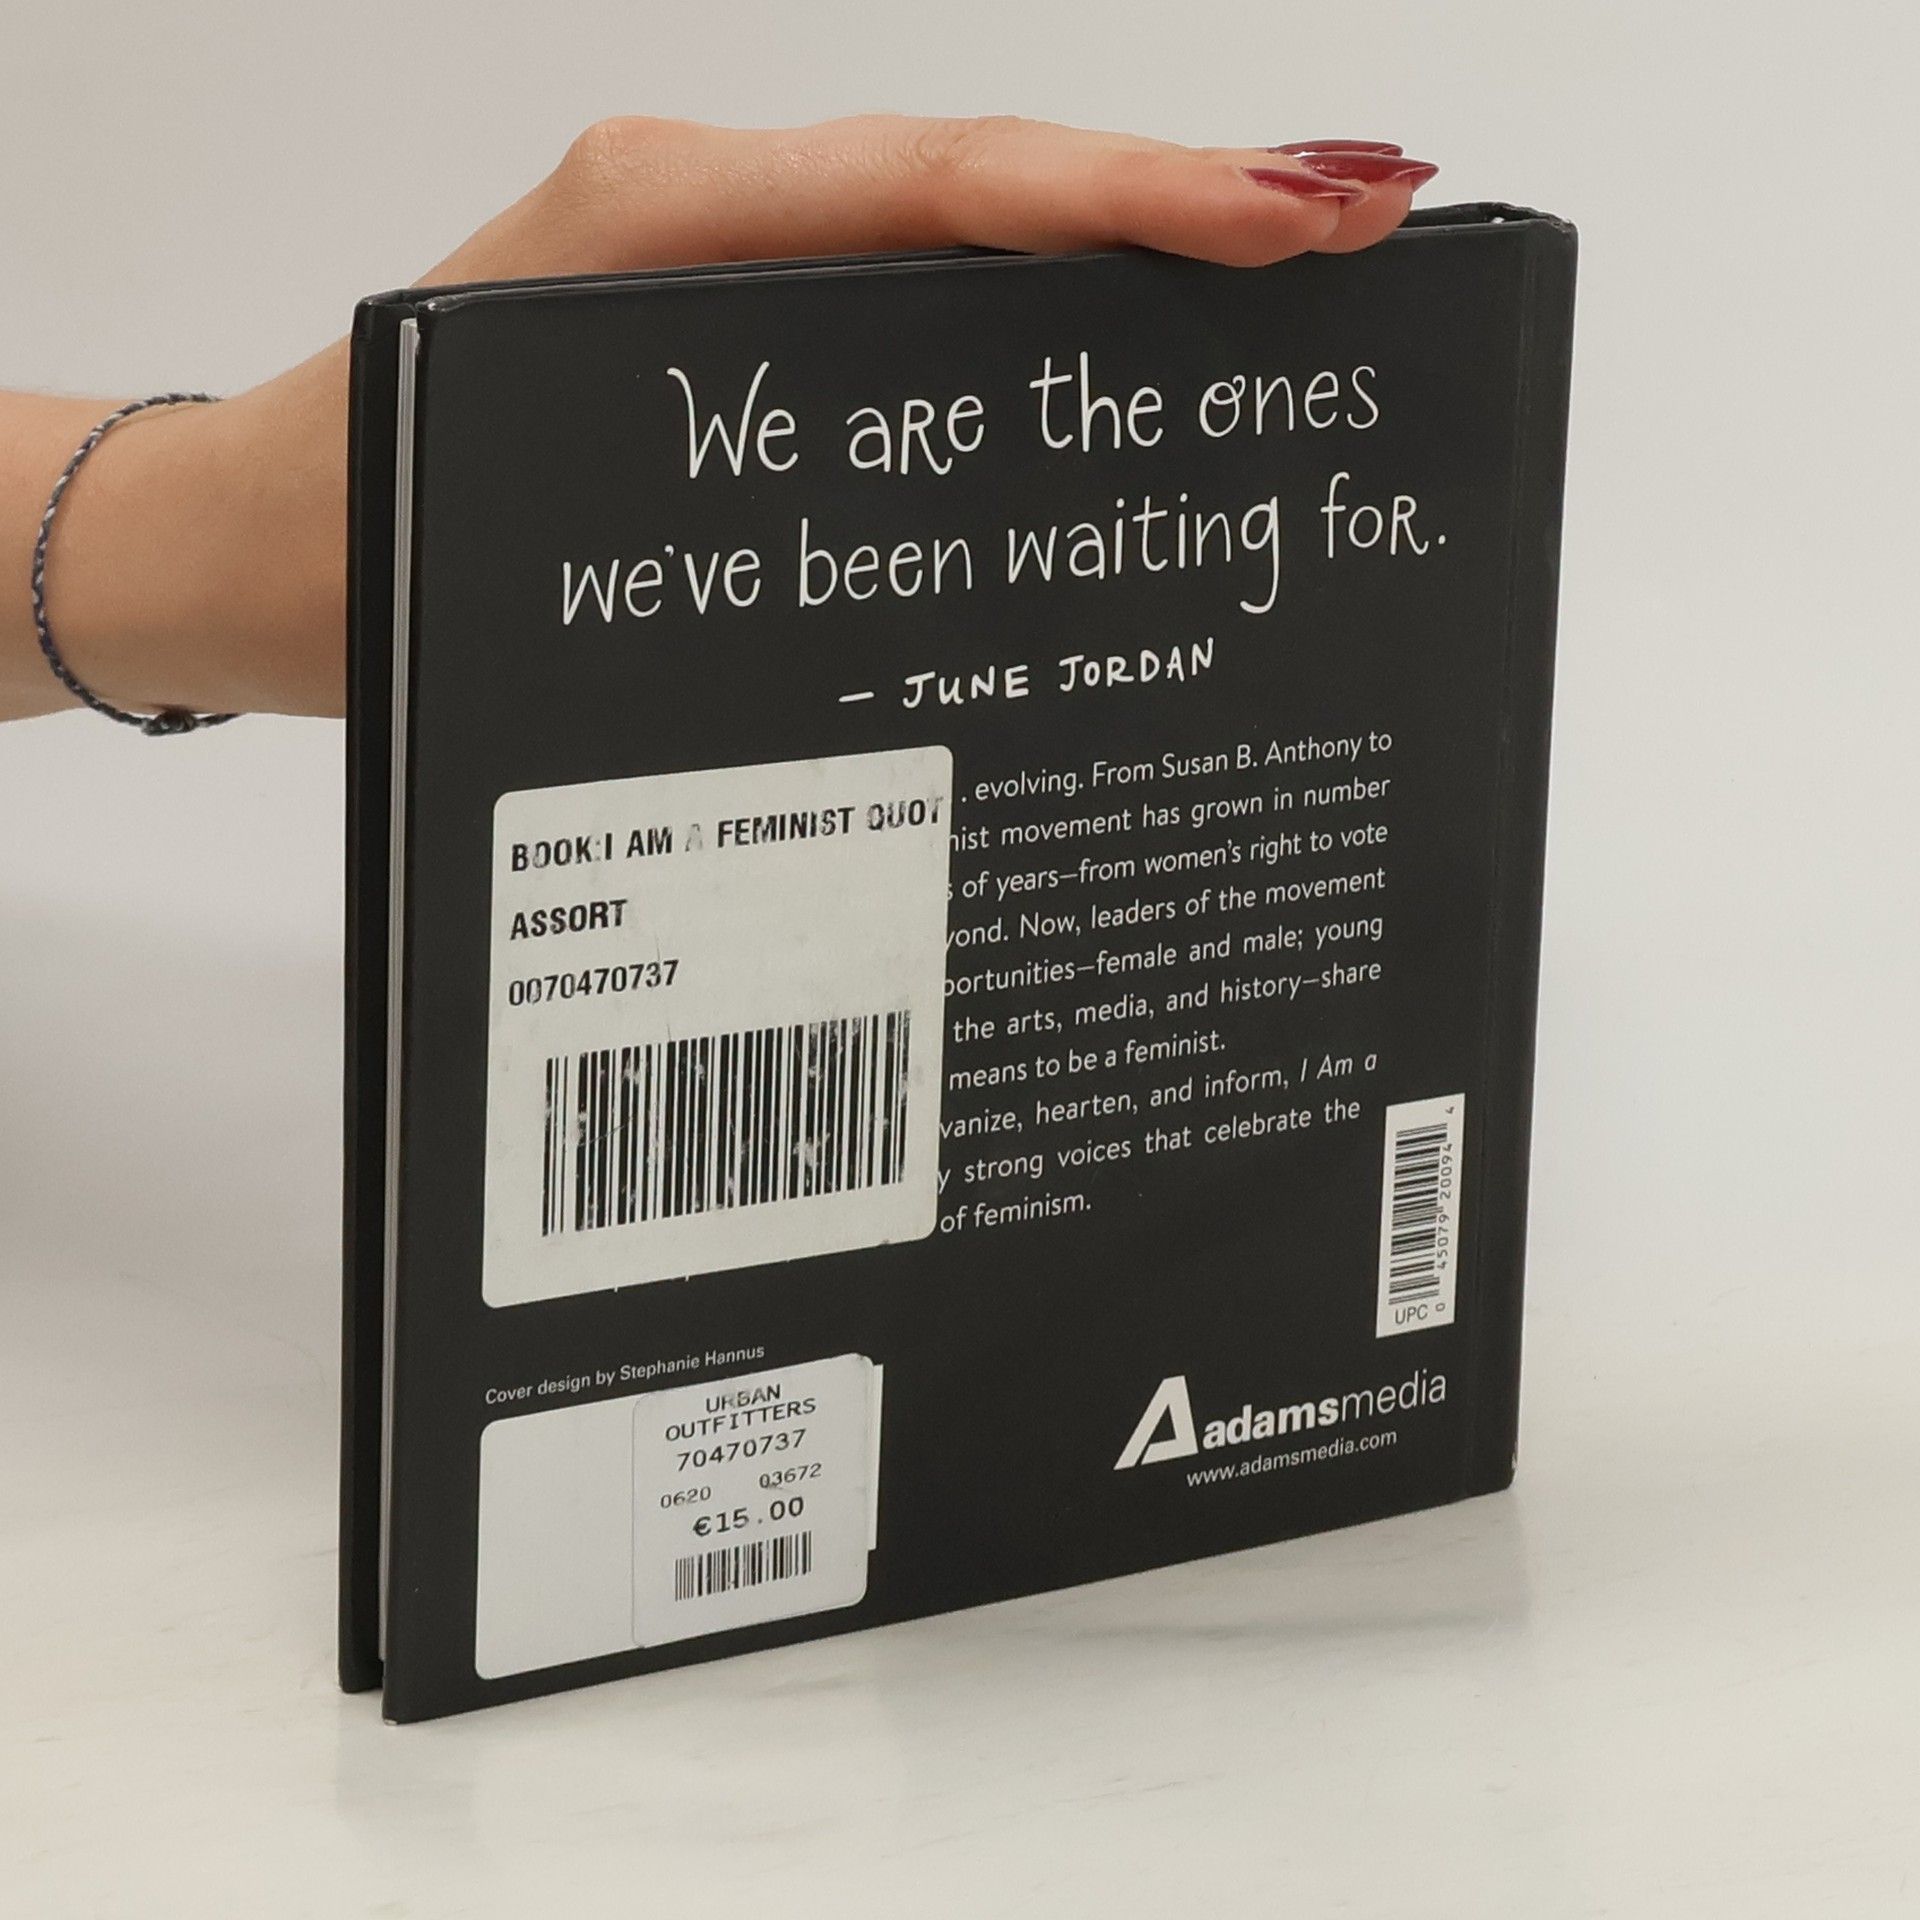 We are the ones
we've been waiting for.
— JUNE JORDAN
. evolving. From Susan B. Anthony to
nist movement has grown in number
s of years—from women's right to vote
yond. Now, leaders of the movement
portunities—female and male; young
the arts, media, and history—share
means to be a feminist.
vanize, hearten, and inform, I Am a
y strong voices that celebrate the
of feminism.
BOOK:I AM A FEMINIST QUOT
ASSORT
0070470737
UPC 0 45079 20094 4
Cover design by Stephanie Hannus
URBAN
OUTFITTERS
70470737
0620 03672
€15.00
adamsmedia
www.adamsmedia.com